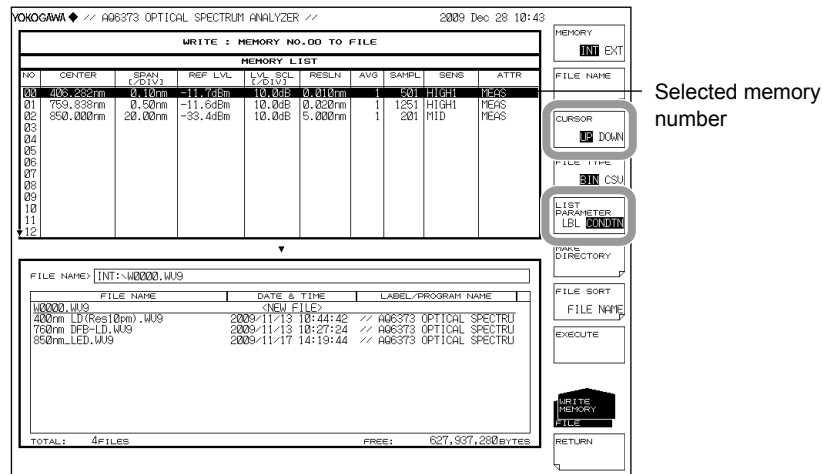 YOKOGAWA ◆ // AQ6373 OPTICAL SPECTRUM ANALYZER // 2009 Dec 28 10:43
WRITE : MEMORY NO.00 TO FILE
MEMORY LIST
NO CENTER SPAN [/DIV] REF LVL LVL SCL [/DIV] RESLN AVG SAMPL SENS ATTR
00 406.282nm 0.10nm -11.7dBm 10.0dB 0.010nm 1 501 HIGH1 MEAS
01 759.838nm 0.50nm -11.6dBm 10.0dB 0.020nm 1 1251 HIGH1 MEAS
02 850.000nm 20.00nm -33.4dBm 10.0dB 5.000nm 1 201 MID MEAS
03
04
05
06
07
08
09
10
11
▼12
▼
FILE NAME> INT:\W0000.WU9
FILE NAME DATE & TIME LABEL/PROGRAM NAME
W0000.WU9 <NEW FILE>
400nm LD(Res10pm).WU9 2009/11/13 10:44:42 // AQ6373 OPTICAL SPECTRU
760nm DFB-LD.WU9 2009/11/13 10:27:24 // AQ6373 OPTICAL SPECTRU
850nm_LED.WU9 2009/11/17 14:19:44 // AQ6373 OPTICAL SPECTRU
TOTAL: 4FILES FREE: 627,937,280BYTES
MEMORY
INT EXT
FILE NAME
CURSOR
UP DOWN
FILE TYPE
BIN CSV
LIST
PARAMETER
LBL CONDTN
MAKE
DIRECTORY
FILE SORT
FILE NAME
EXECUTE
WRITE
MEMORY
FILE
RETURN
Selected memory
number